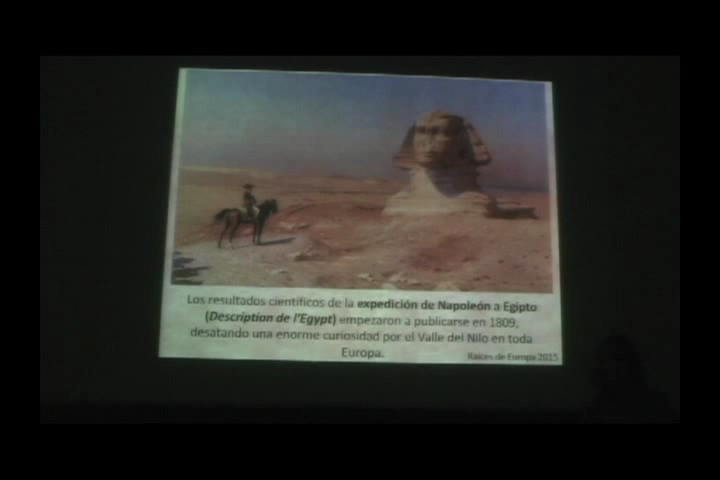 Los resultados científicos de la expedición de Napoleón a Egipto
(Description de l'Egypt) empezaron a publicarse en 1809,
desatando una enorme curiosidad por el Valle del Nilo en toda
Europa.
Raíces de Europa 2015